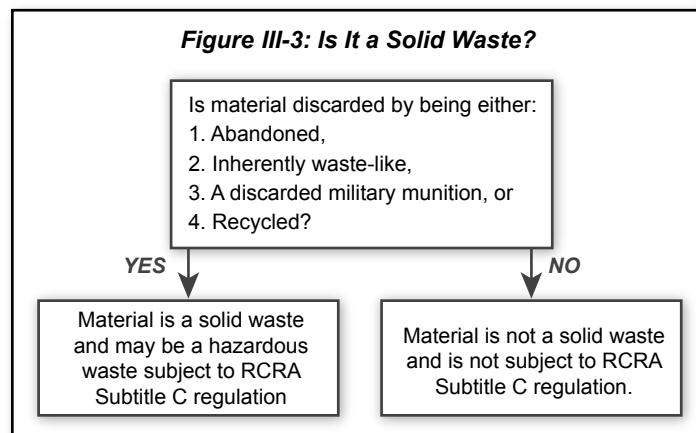 Figure III-3: Is It a Solid Waste?
Is material discarded by being either:
1. Abandoned,
2. Inherently waste-like,
3. A discarded military munition, or
4. Recycled?
YES
NO
Material is a solid waste
and may be a hazardous
waste subject to RCRA
Subtitle C regulation
Material is not a solid waste
and is not subject to RCRA
Subtitle C regulation.